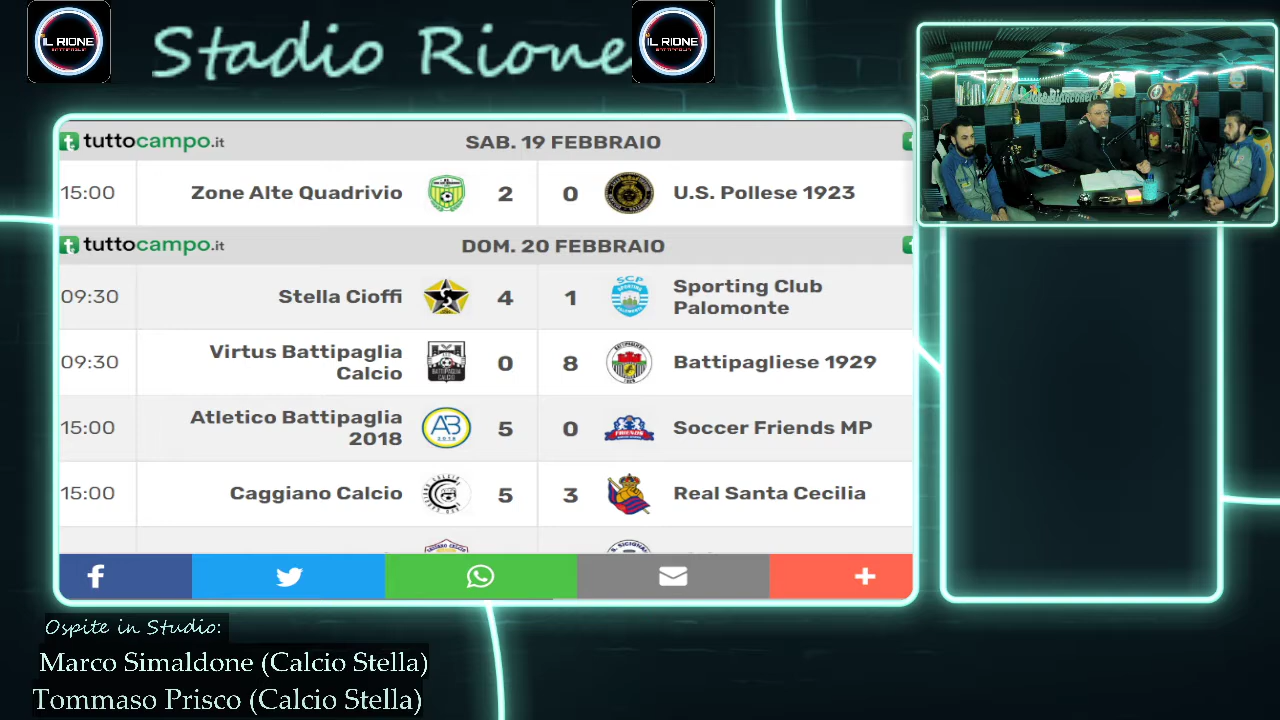 IL RIONE
BATTIPAGLIA
Stadio Rione
IL RIONE
BATTIPAGLIA
tuttocampo.it SAB. 19 FEBBRAIO
15:00 Zone Alte Quadrivio 2 0 U.S. Pollese 1923
tuttocampo.it DOM. 20 FEBBRAIO
09:30 Stella Cioffi 4 1 Sporting Club
Palomonte
09:30 Virtus Battipaglia
Calcio 0 8 Battipagliese 1929
15:00 Atletico Battipaglia
2018 5 0 Soccer Friends MP
15:00 Caggiano Calcio 5 3 Real Santa Cecilia
Ospite in Studio:
Marco Simaldone (Calcio Stella)
Tommaso Prisco (Calcio Stella)